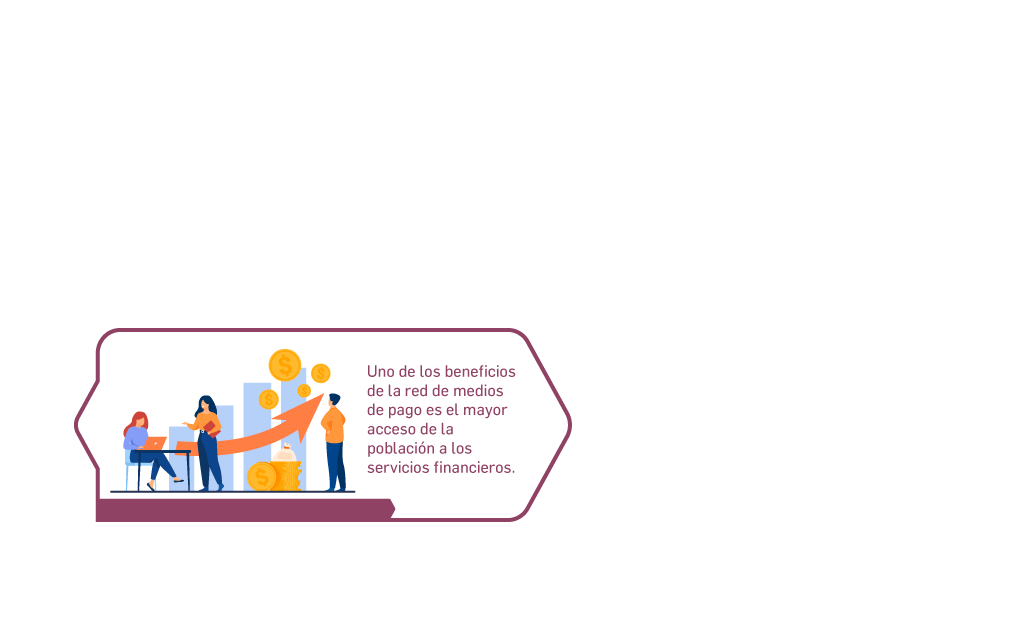 Uno de los beneficios
de la red de medios
de pago es el mayor
acceso de la
población a los
servicios financieros.